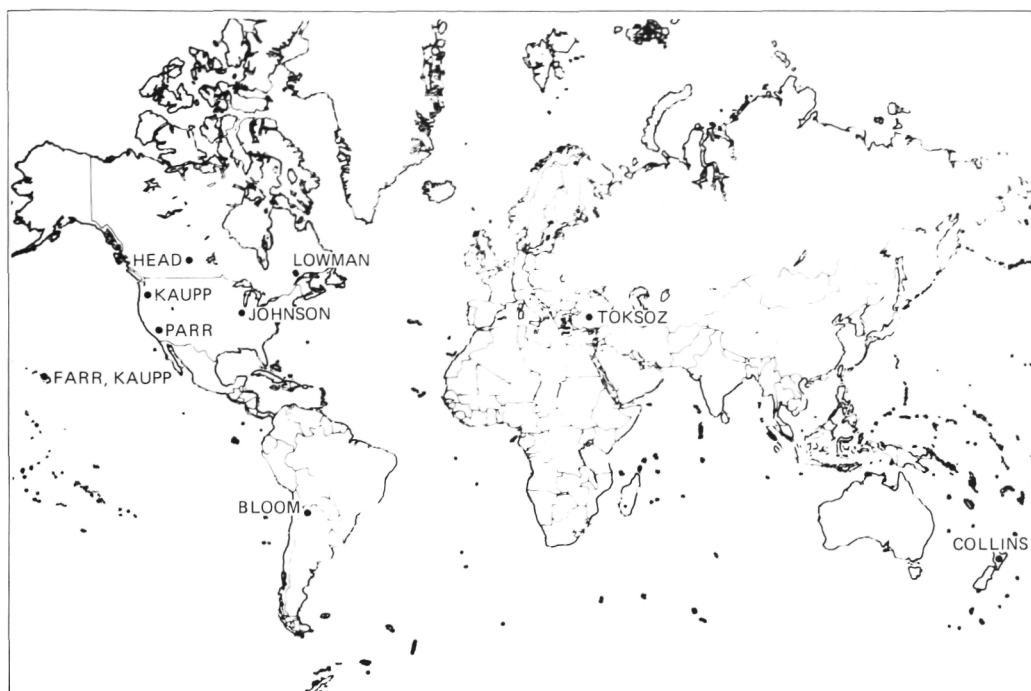 HEAD
LOWMAN
KAUPP
JOHNSON
TOKSOZ
PARR
FARR, KAUPP
BLOOM
COLLINS